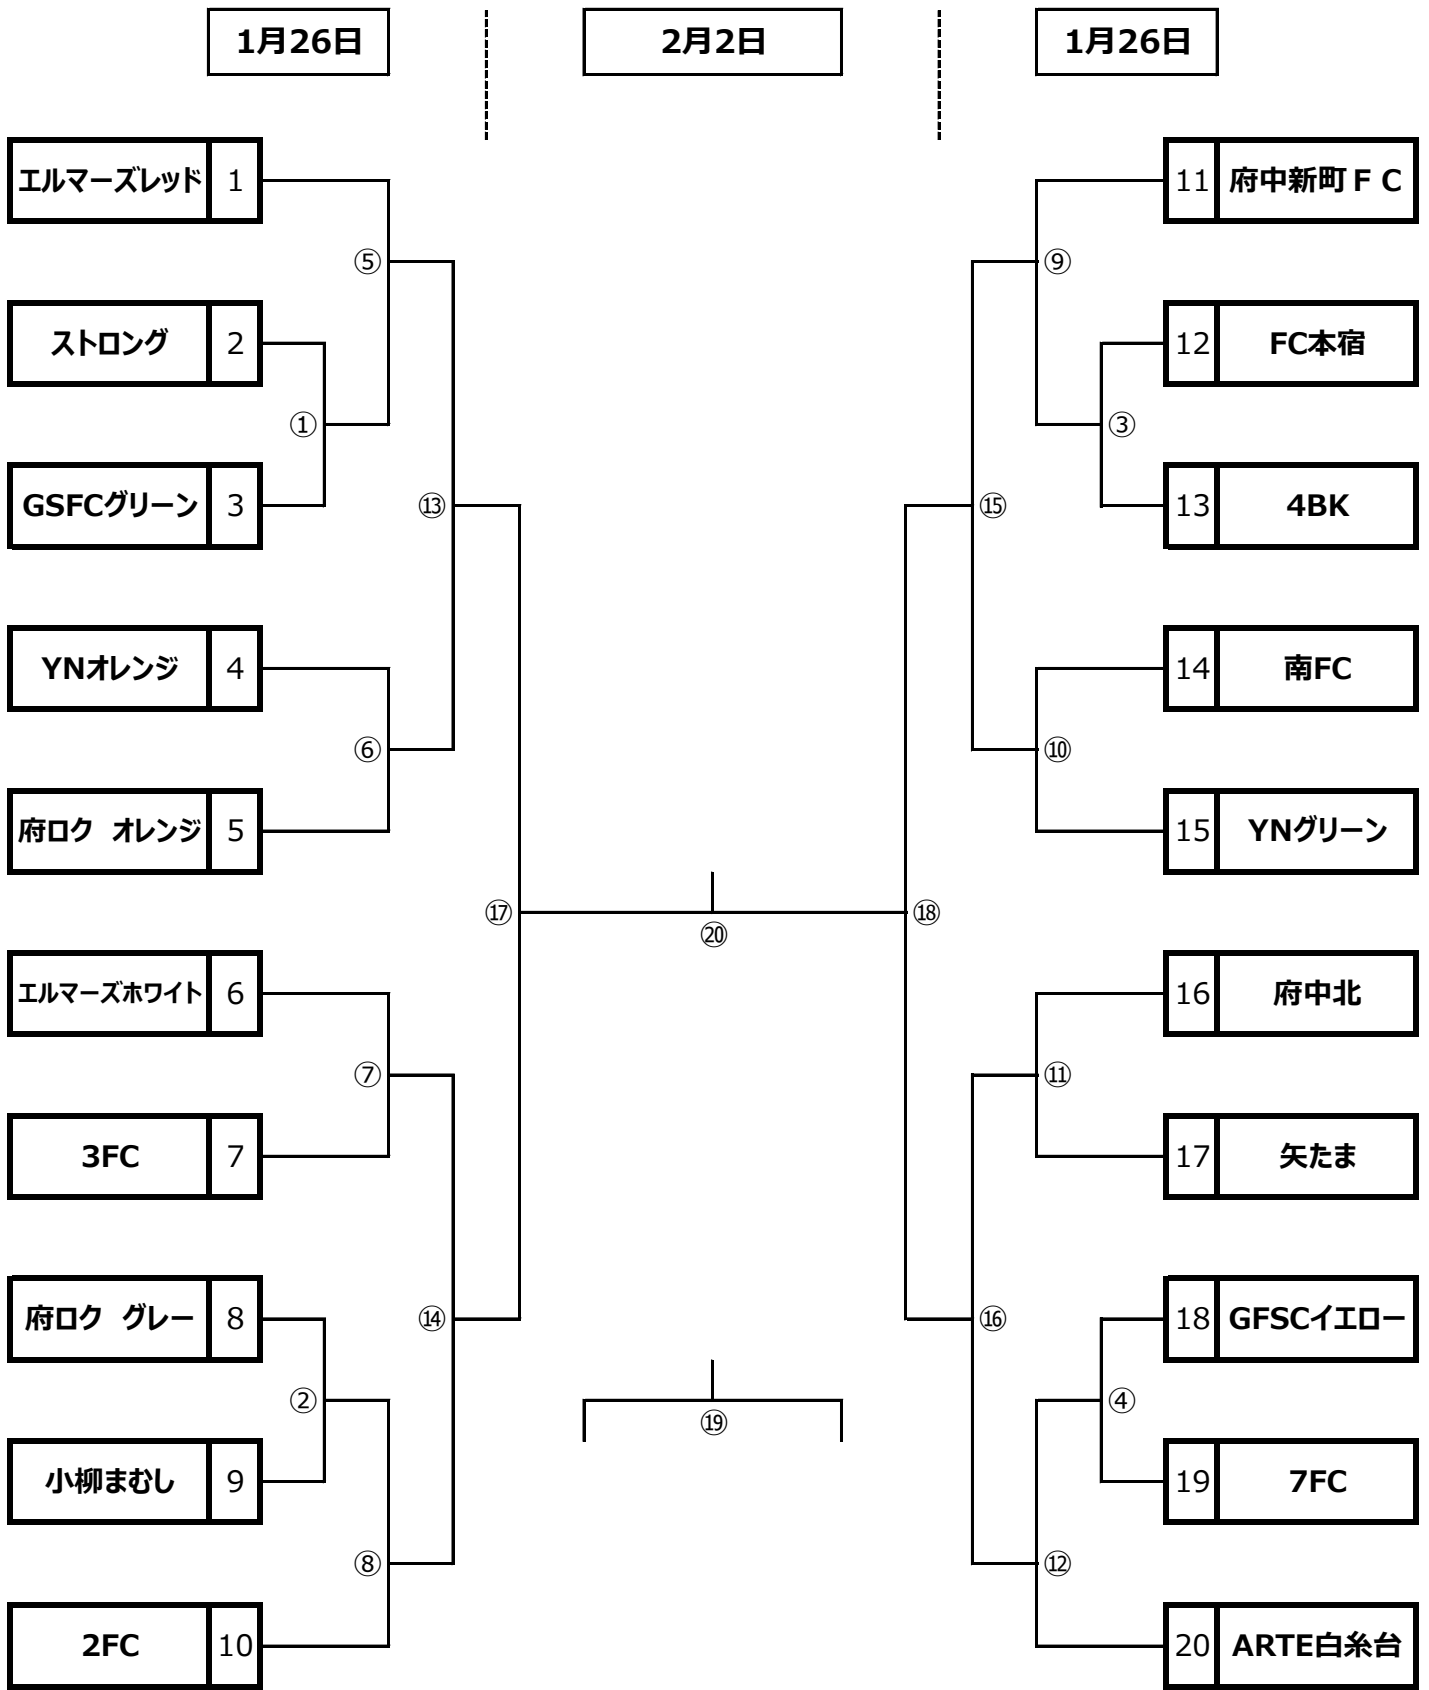 1月26日 2月2日 1月26日
エルマーズレッド 1 11 府中新町ＦＣ
⑤ ⑨
ストロング 2 12 FC本宿
① ③
GSFCグリーン 3 ⑬ ⑮ 13 4BK
YNオレンジ 4 14 南FC
⑥ ⑩
府ロク　オレンジ 5 15 YNグリーン
⑰ ⑱
⑳
エルマーズホワイト 6 16 府中北
⑦ ⑪
3FC 7 17 矢たま
府ロク　グレー 8 ⑭ ⑯ 18 GFSCイエロー
② ④
⑲
小柳まむし 9 19 7FC
⑧ ⑫
2FC 10 20 ARTE白糸台